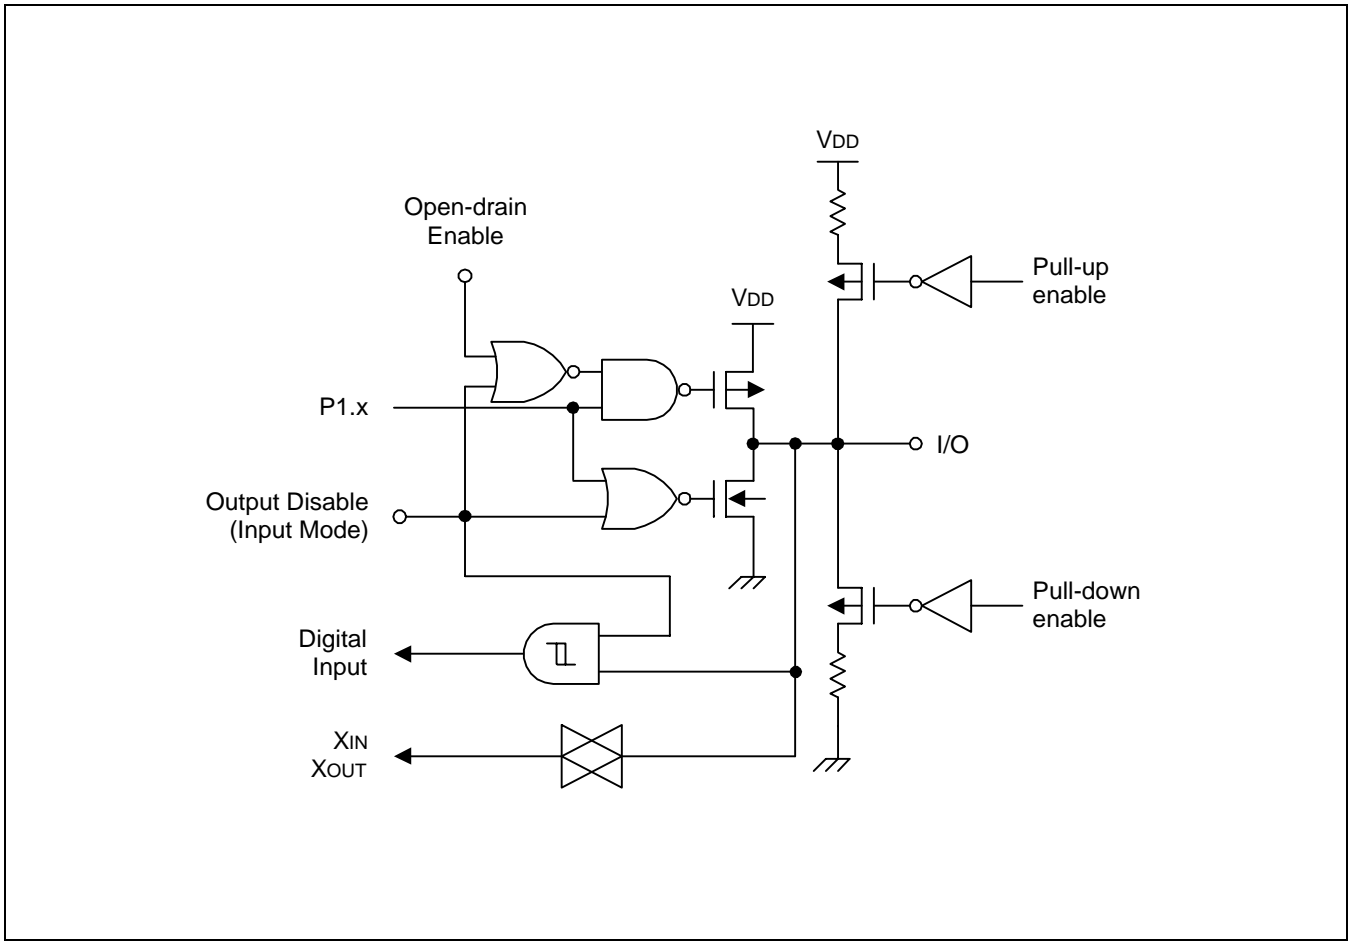 VDD
Open-drain
Enable
Pull-up
enable
VDD
P1.x
I/O
Output Disable
(Input Mode)
Pull-down
enable
Digital
Input
XIN
XOUT